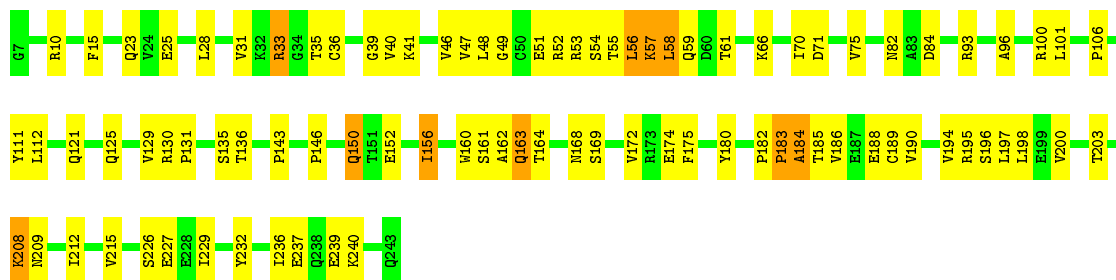 G7 R10 F15 Q23 V24 E25 L28 V31 K32 R33 G34 T35 C36 G39 V40 K41 V46 V47 L48 G49 C50 E51 R52 R53 S54 T55 L56 K57 L58 Q59 D60 T61 K66 I70 D71 V75 N82 A83 D84 R93 A96 R100 L101 P106
Y111 L112 Q121 Q125 V129 R130 P131 S135 T136 P143 P146 Q150 T151 E152 I156 W160 S161 A162 Q163 T164 N168 S169 V172 R173 E174 F175 Y180 P182 P183 A184 T185 V186 E187 E188 C189 V190 V194 R195 S196 L197 L198 E199 V200 T203
K208 N209 I212 V215 S226 E227 E228 I229 Y232 I236 E237 Q238 E239 K240 Q243